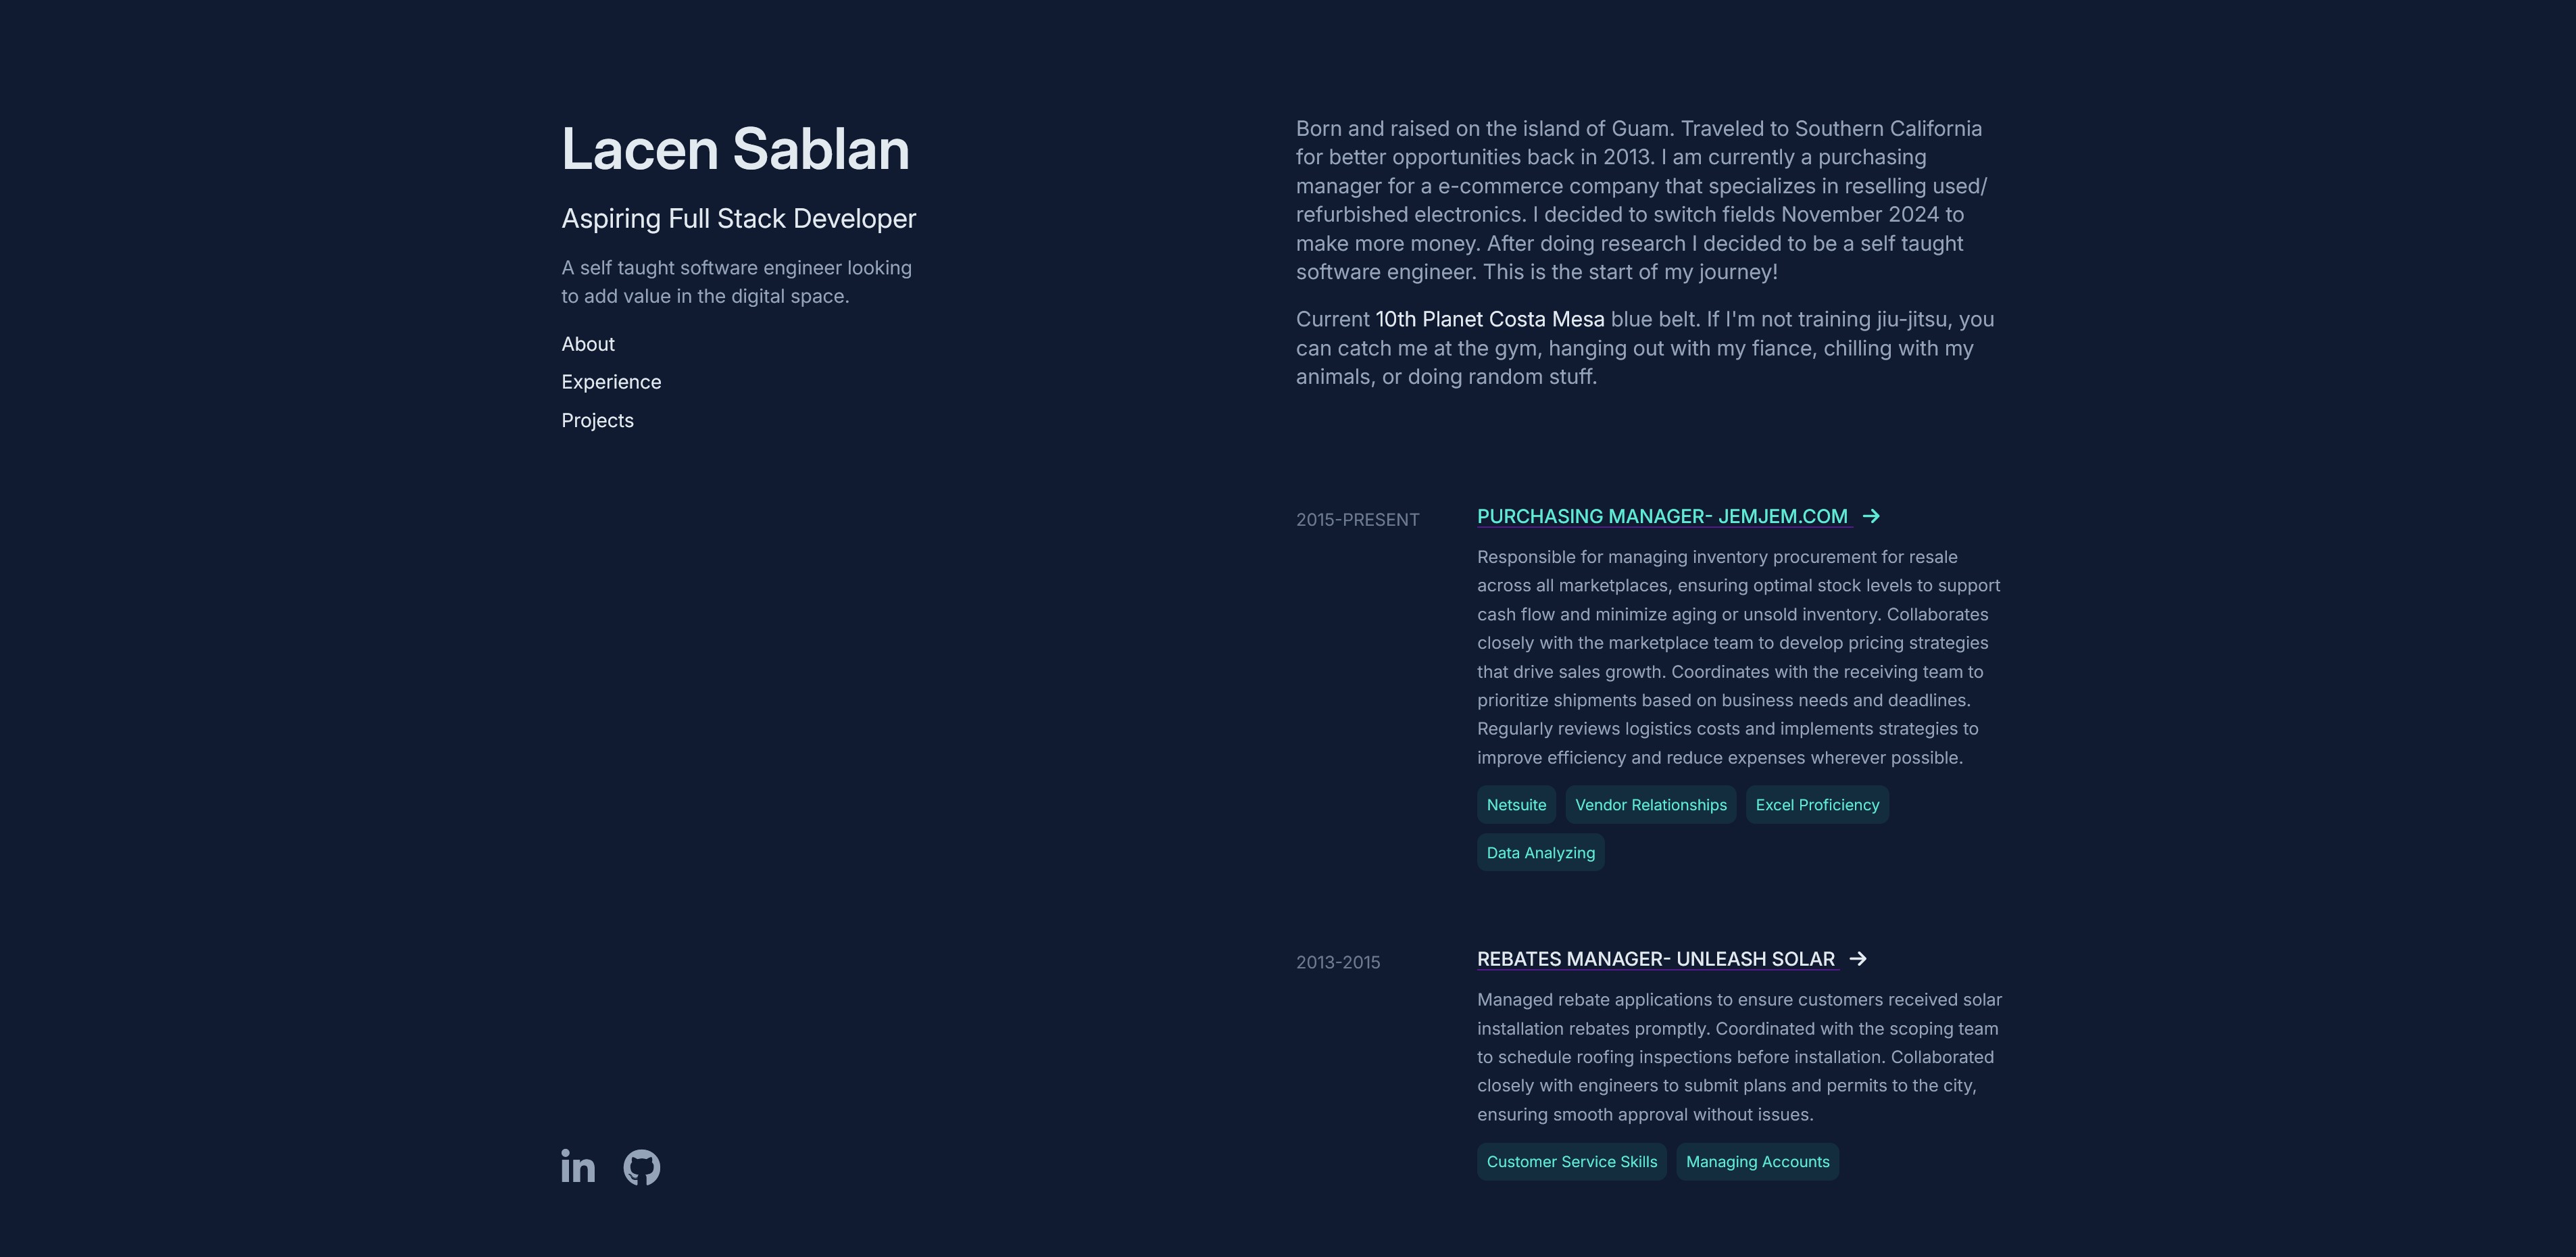 Lacen Sablan
Aspiring Full Stack Developer
A self taught software engineer looking
to add value in the digital space.
About
Experience
Projects
in
Born and raised on the island of Guam. Traveled to Southern California
for better opportunities back in 2013. I am currently a purchasing
manager for a e-commerce company that specializes in reselling used/
refurbished electronics. I decided to switch fields November 2024 to
make more money. After doing research I decided to be a self taught
software engineer. This is the start of my journey!
Current 10th Planet Costa Mesa blue belt. If I'm not training jiu-jitsu, you
can catch me at the gym, hanging out with my fiance, chilling with my
animals, or doing random stuff.
2015-PRESENT
PURCHASING MANAGER- JEMJEM.COM →
Responsible for managing inventory procurement for resale
across all marketplaces, ensuring optimal stock levels to support
cash flow and minimize aging or unsold inventory. Collaborates
closely with the marketplace team to develop pricing strategies
that drive sales growth. Coordinates with the receiving team to
prioritize shipments based on business needs and deadlines.
Regularly reviews logistics costs and implements strategies to
improve efficiency and reduce expenses wherever possible.
Netsuite Vendor Relationships Excel Proficiency
Data Analyzing
2013-2015
REBATES MANAGER- UNLEASH SOLAR →
Managed rebate applications to ensure customers received solar
installation rebates promptly. Coordinated with the scoping team
to schedule roofing inspections before installation. Collaborated
closely with engineers to submit plans and permits to the city,
ensuring smooth approval without issues.
Customer Service Skills Managing Accounts